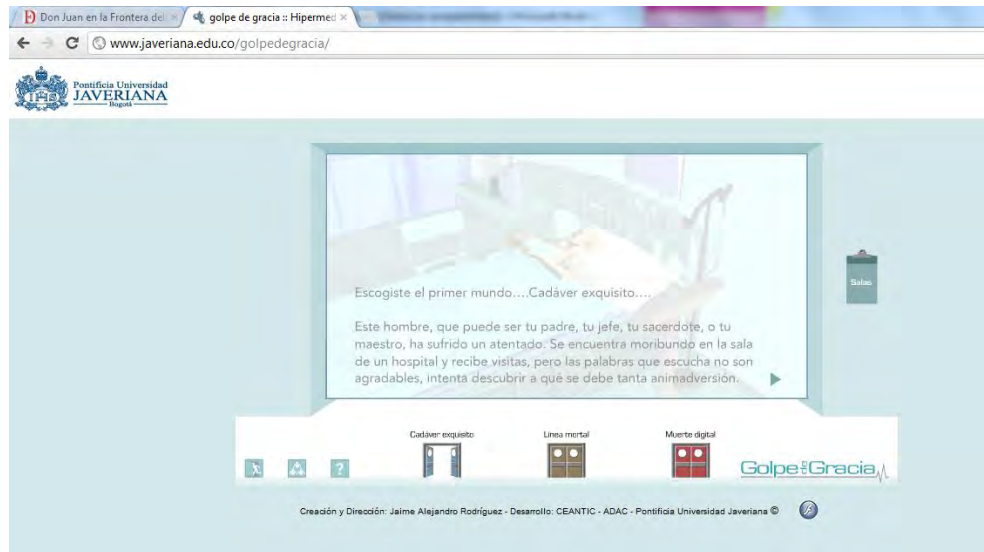 Don Juan en la Frontera del
golpe de gracia :: Hipermed
www.javeriana.edu.co/golpedegracia/
Pontificia Universidad
JAVERIANA
Bogotá
Escogiste el primer mundo....Cadáver exquisito....
Este hombre, que puede ser tu padre, tu jefe, tu sacerdote, o tu
maestro, ha sufrido un atentado. Se encuentra moribundo en la sala
de un hospital y recibe visitas, pero las palabras que escucha no son
agradables, intenta descubrir a qué se debe tanta animadversión.
Salas
Cadáver exquisito
Línea mortal
Muerte digital
?
Golpe de Gracia
Creación y Dirección: Jaime Alejandro Rodríguez - Desarrollo: CEANTIC - ADAC - Pontificia Universidad Javeriana ©